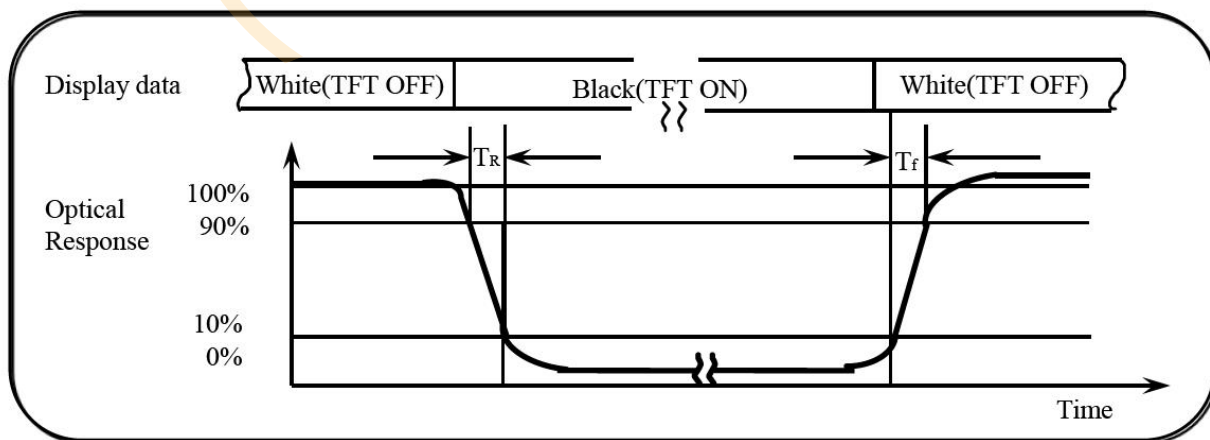 Display data
White(TFT OFF)
Black(TFT ON)
White(TFT OFF)
TR
Tf
Optical
Response
100%
90%
10%
0%
Time